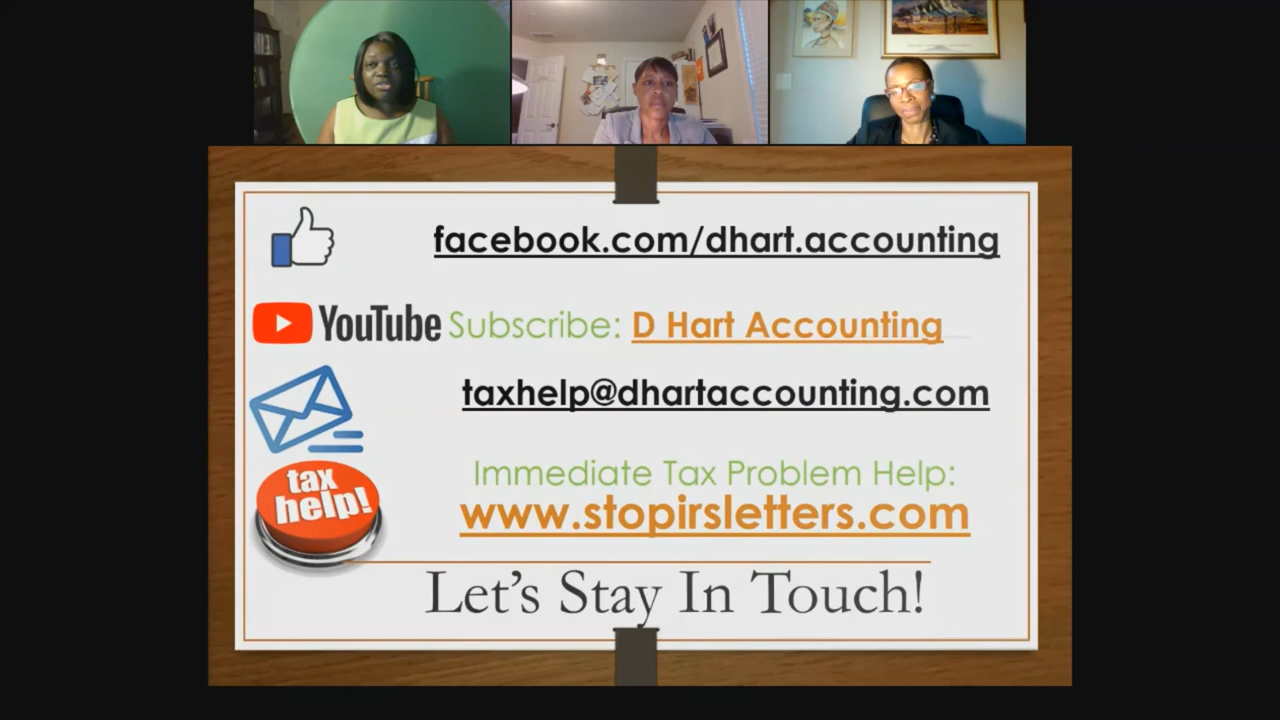 facebook.com/dhart.accounting
YouTube Subscribe: D Hart Accounting
taxhelp@dhartaccounting.com
tax
help!
Immediate Tax Problem Help:
www.stopirsletters.com
Let's Stay In Touch!